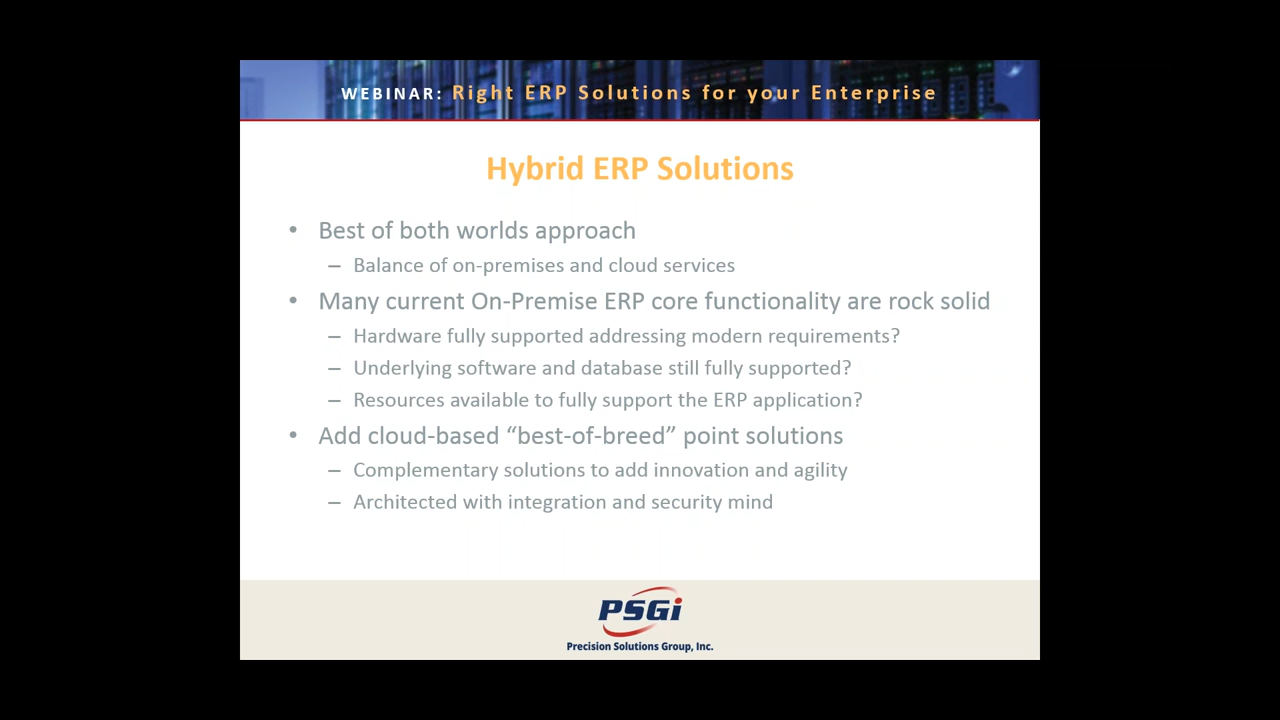 WEBINAR: Right ERP Solutions for your Enterprise
Hybrid ERP Solutions
• Best of both worlds approach
– Balance of on-premises and cloud services
• Many current On-Premise ERP core functionality are rock solid
– Hardware fully supported addressing modern requirements?
– Underlying software and database still fully supported?
– Resources available to fully support the ERP application?
• Add cloud-based “best-of-breed” point solutions
– Complementary solutions to add innovation and agility
– Architected with integration and security mind
PSGi
Precision Solutions Group, Inc.